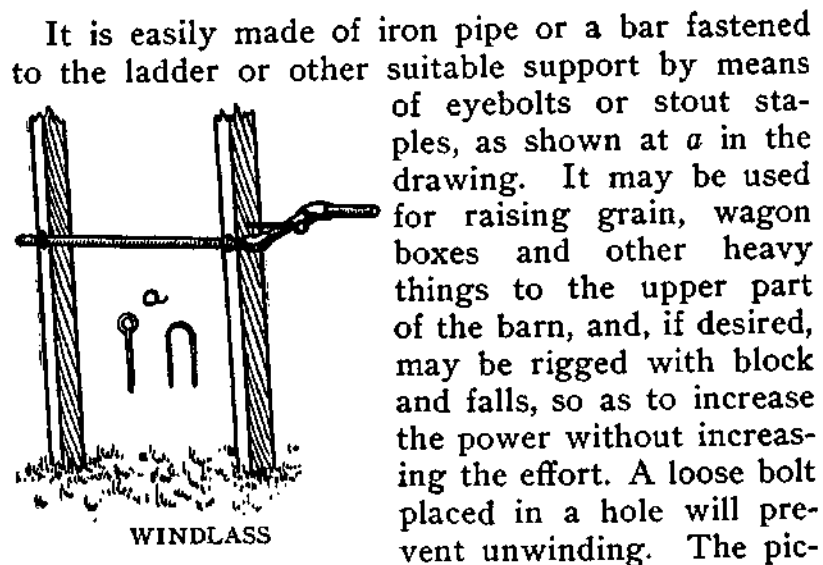 It is easily made of iron pipe or a bar fastened
to the ladder or other suitable support by means
of eyebolts or stout sta-
ples, as shown at a in the
drawing. It may be used
for raising grain, wagon
boxes and other heavy
things to the upper part
of the barn, and, if desired,
may be rigged with block
and falls, so as to increase
the power without increas-
ing the effort. A loose bolt
placed in a hole will pre-
vent unwinding. The pic-
a
WINDLASS